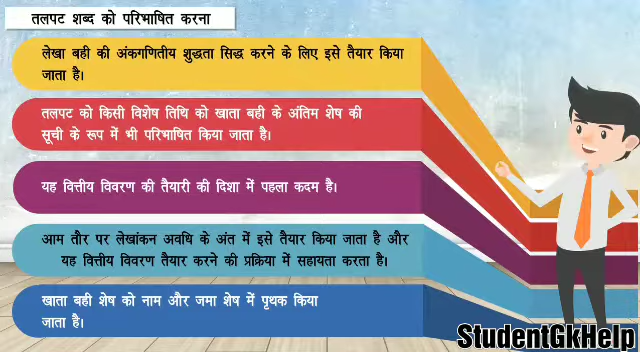 तलपट शब्द को परिभाषित करना
लेखा बही की अंकगणितीय शुद्धता सिद्ध करने के लिए इसे तैयार किया
जाता है।
तलपट को किसी विशेष तिथि को खाता बही के अंतिम शेष की
सूची के रूप में भी परिभाषित किया जाता है।
यह वित्तीय विवरण की तैयारी की दिशा में पहला कदम है।
आम तौर पर लेखांकन अवधि के अंत में इसे तैयार किया जाता है और
यह वित्तीय विवरण तैयार करने की प्रक्रिया में सहायता करता है।
खाता बही शेष को नाम और जमा शेष में पृथक किया
जाता है।
StudentGkHelp